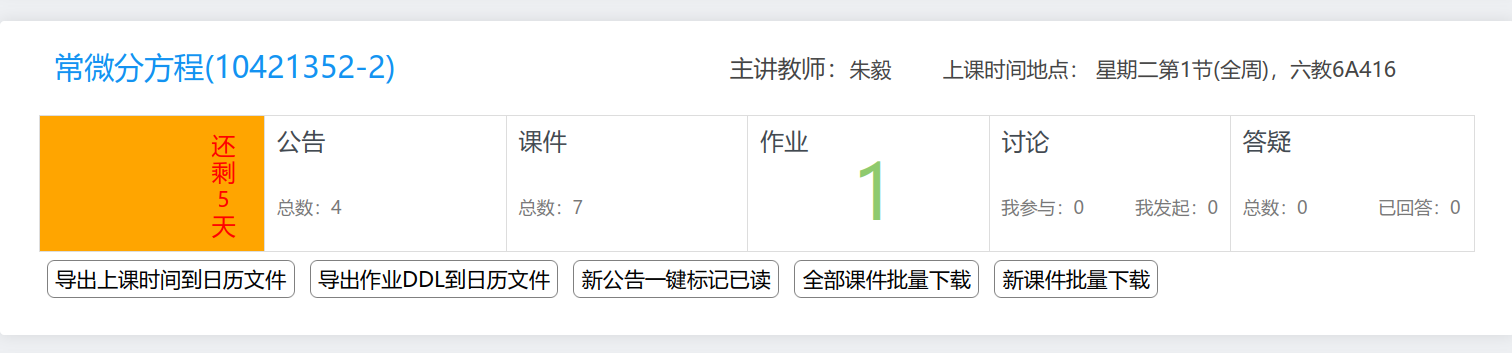 常微分方程(10421352-2)
主讲教师：朱毅
上课时间地点： 星期二第1节(全周)，六教6A416
还剩5天
公告
总数：4
课件
总数：7
作业
1
讨论
我参与：0 我发起：0
答疑
总数：0 已回答：0
导出上课时间到日历文件 导出作业DDL到日历文件 新公告一键标记已读 全部课件批量下载 新课件批量下载